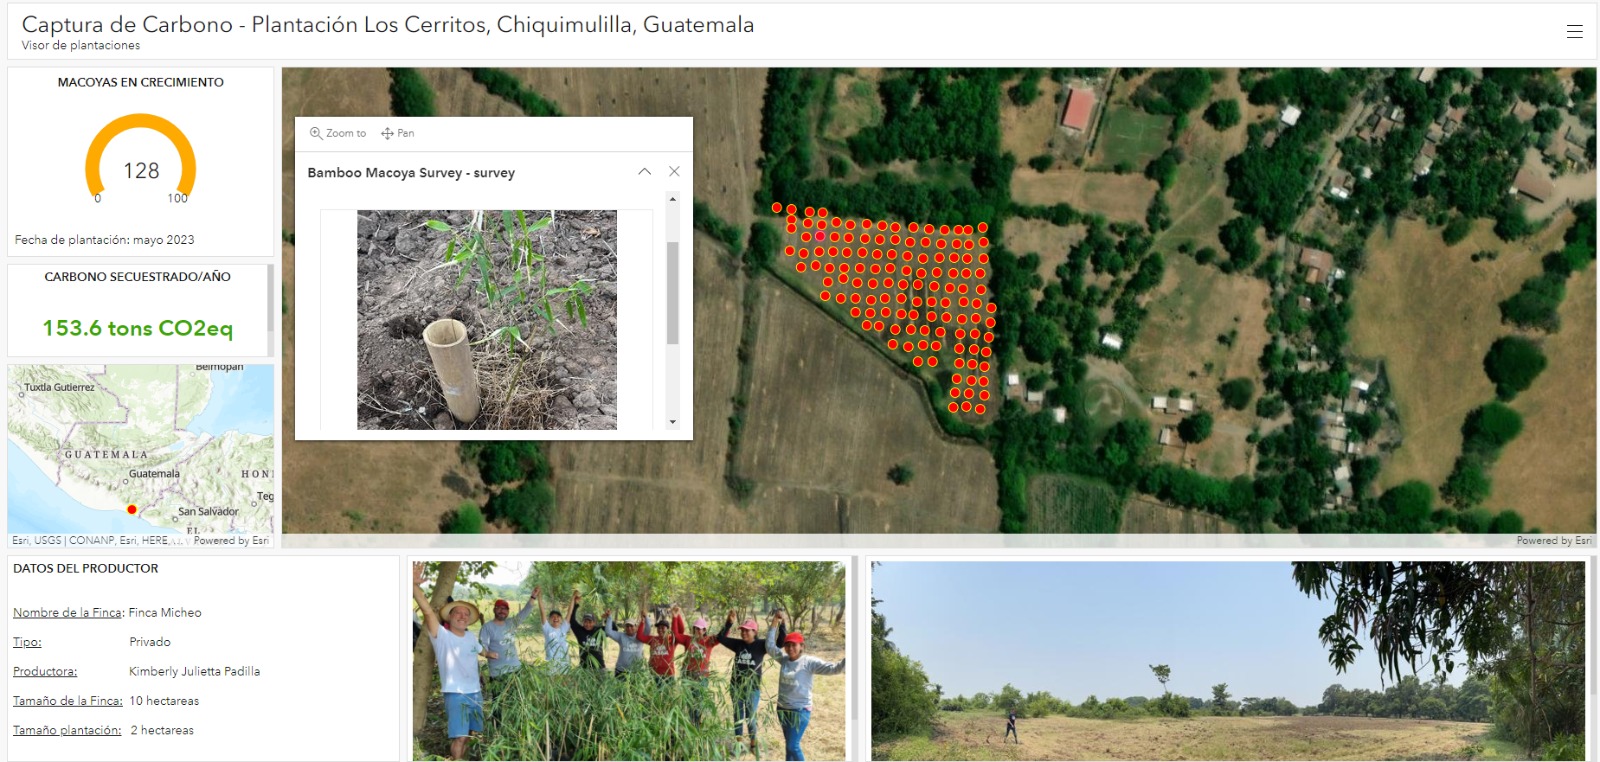 Captura de Carbono - Plantación Los Cerritos, Chiquimulilla, Guatemala
Visor de plantaciones
MACOYAS EN CRECIMIENTO
128
0
100
Fecha de plantación: mayo 2023
CARBONO SECUESTRADO/AÑO
153.6 tons CO2eq
Belmopan
Tuxtla Gutierrez
GUATEMALA
Guatemala
HON
Teg
San Salvador
EL
Esri, USGS | CONANP, Esri, HERE,... Powered by Esri
Zoom to
Pan
Bamboo Macoya Survey - survey
Powered by Esri
DATOS DEL PRODUCTOR
Nombre de la Finca: Finca Micheo
Tipo: Privado
Productora: Kimberly Julietta Padilla
Tamaño de la Finca: 10 hectareas
Tamaño plantación: 2 hectareas